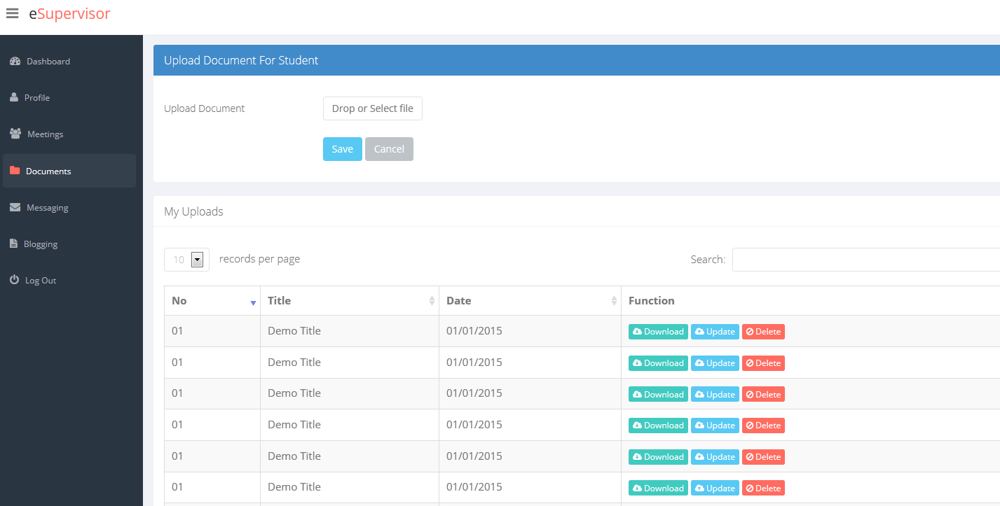 eSupervisor
Dashboard
Profile
Meetings
Documents
Messaging
Blogging
Log Out
Upload Document For Student
Upload Document Drop or Select file
Save Cancel
My Uploads
10 records per page Search:
No Title Date Function
01 Demo Title 01/01/2015 Download Update Delete
01 Demo Title 01/01/2015 Download Update Delete
01 Demo Title 01/01/2015 Download Update Delete
01 Demo Title 01/01/2015 Download Update Delete
01 Demo Title 01/01/2015 Download Update Delete
01 Demo Title 01/01/2015 Download Update Delete